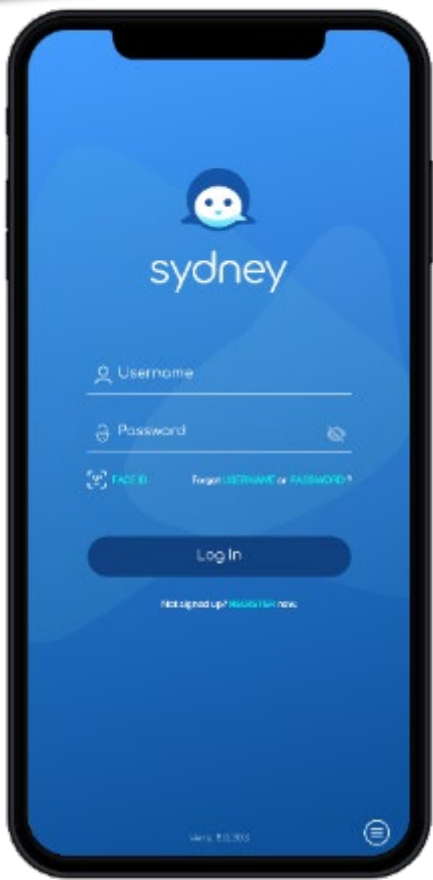 sydney
Username
Password
FACE ID
Forgot USERNAME or PASSWORD?
Log In
Not signed up? REGISTER now.